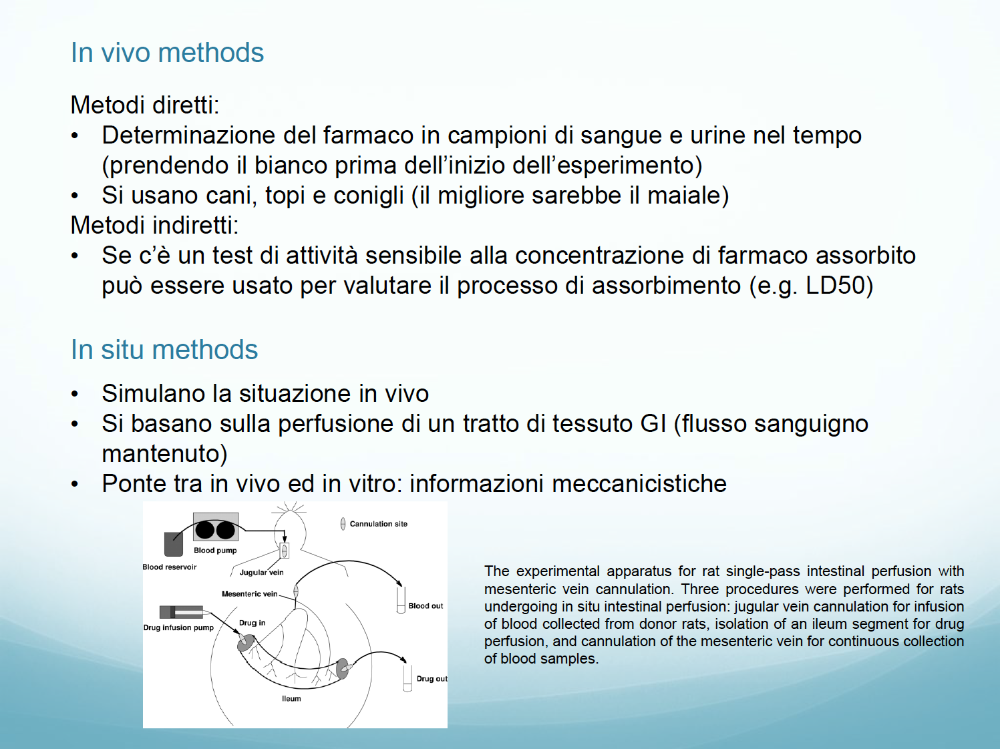 In vivo methods
Metodi diretti:
• Determinazione del farmaco in campioni di sangue e urine nel tempo
(prendendo il bianco prima dell’inizio dell’esperimento)
• Si usano cani, topi e conigli (il migliore sarebbe il maiale)
Metodi indiretti:
• Se c’è un test di attività sensibile alla concentrazione di farmaco assorbito
può essere usato per valutare il processo di assorbimento (e.g. LD50)
In situ methods
• Simulano la situazione in vivo
• Si basano sulla perfusione di un tratto di tessuto GI (flusso sanguigno
mantenuto)
• Ponte tra in vivo ed in vitro: informazioni meccanicistiche
Cannulation site
Blood pump
Blood reservoir
Jugular vein
Mesenteric vein
Blood out
Drug in
Drug infusion pump
Drug out
Ileum
The experimental apparatus for rat single-pass intestinal perfusion with
mesenteric vein cannulation. Three procedures were performed for rats
undergoing in situ intestinal perfusion: jugular vein cannulation for infusion
of blood collected from donor rats, isolation of an ileum segment for drug
perfusion, and cannulation of the mesenteric vein for continuous collection
of blood samples.